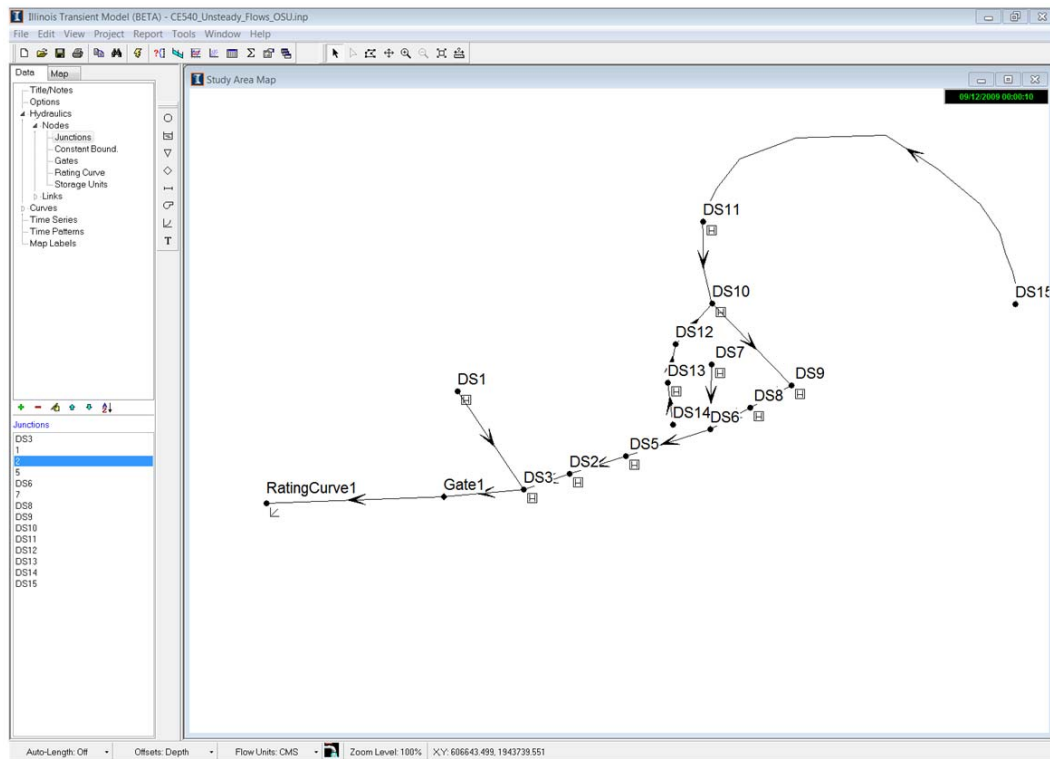 Illinois Transient Model (BETA) - CE540_Unsteady_Flows_OSU.inp
File Edit View Project Report Tools Window Help
Data Map
Title/Notes
Options
Hydraulics
Nodes
Junctions
Constant Bound.
Gates
Rating Curve
Storage Units
Links
Curves
Time Series
Time Patterns
Map Labels
T
Junctions
DS3
1
2
5
DS6
7
DS8
DS9
DS10
DS11
DS12
DS13
DS14
DS15
Study Area Map
09/12/2009 00:00:10
DS11
DS15
DS10
DS12
DS7
DS13
DS9
DS1
DS8
DS14
DS6
DS5
DS2
DS3
Gate1
RatingCurve1
Auto-Length: Off Offsets: Depth Flow Units: CMS Zoom Level: 100% X,Y: 606643.499, 1943739.551